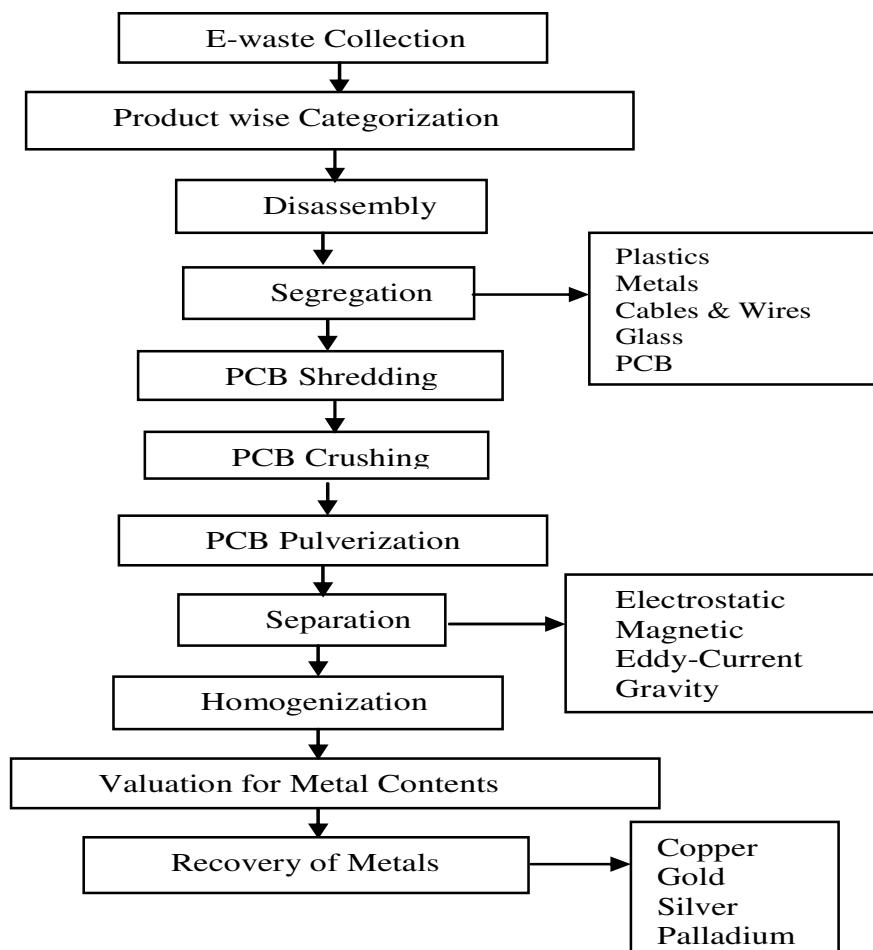 E-waste Collection
Product wise Categorization
Disassembly
Segregation
Plastics
Metals
Cables & Wires
Glass
PCB
PCB Shredding
PCB Crushing
PCB Pulverization
Separation
Electrostatic
Magnetic
Eddy-Current
Gravity
Homogenization
Valuation for Metal Contents
Recovery of Metals
Copper
Gold
Silver
Palladium